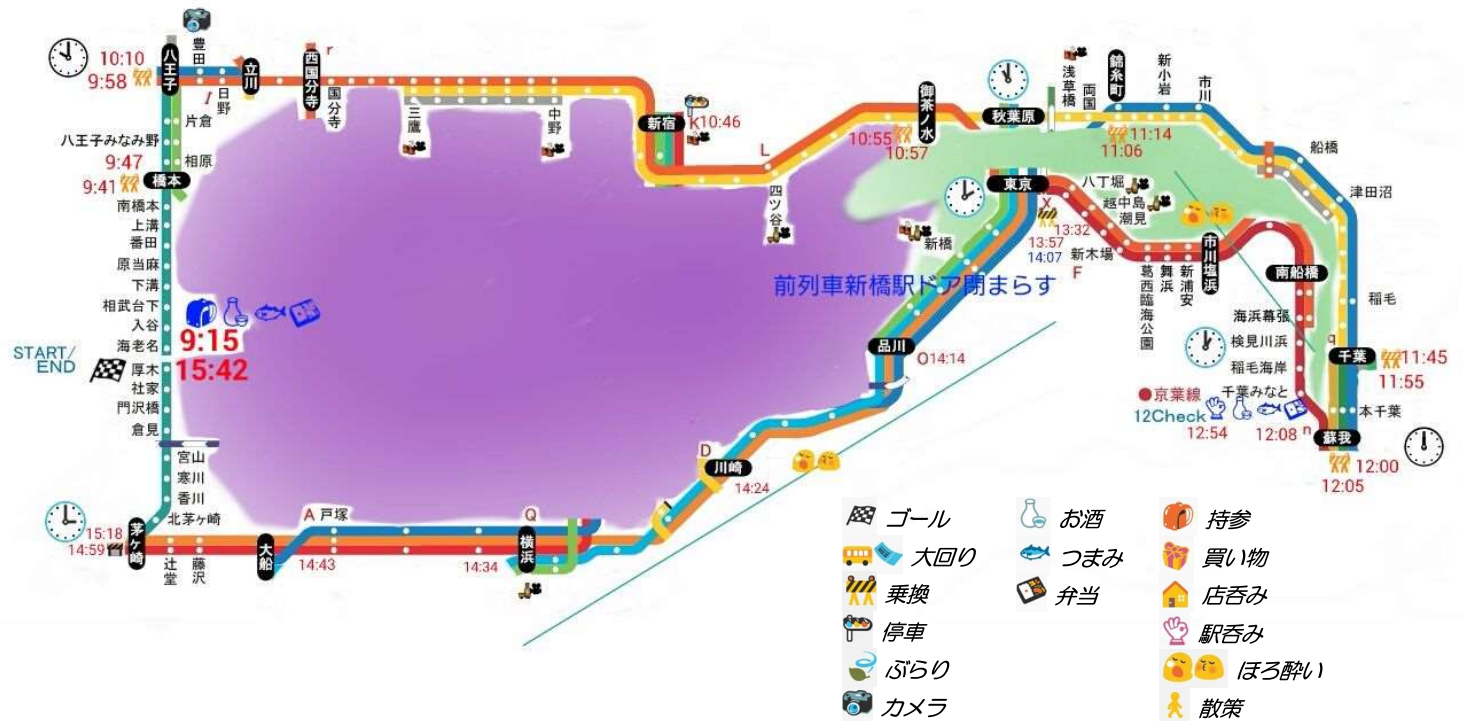 10:10
9:58
八王子
豊田
日野
立川
西国分寺
r
国分寺
I
片倉
八王子みなみ野
相原
9:47
9:41
橋本
南橋本
上溝
番田
原当麻
下溝
相武台下
入谷
海老名
9:15
START/
END
15:42
厚木
社家
門沢橋
倉見
宮山
寒川
香川
北茅ヶ崎
15:18
14:59
茅ケ崎
辻堂
藤沢
大船
A 戸塚
14:43
14:34
Q
横浜
D
川崎
14:24
三鷹
中野
新宿
K10:46
L
四ツ谷
10:55
10:57
御茶ノ水
秋葉原
浅草橋
両国
錦糸町
11:14
11:06
新小岩
市川
船橋
津田沼
稲毛
q
千葉
11:45
11:55
本千葉
蘇我
n
12:00
12:05
東京
X
13:32
13:57
14:07
八丁堀
越中島
潮見
新木場
F
葛西臨海公園
舞浜
新浦安
市川塩浜
南船橋
海浜幕張
検見川浜
稲毛海岸
千葉みなと
●京葉線
12Check
12:54
12:08
新橋
前列車新橋駅ドア閉まらす
品川
O14:14
ゴール
お酒
持参
大回り
つまみ
買い物
乗換
弁当
店呑み
停車
駅呑み
ぶらり
ほろ酔い
カメラ
散策